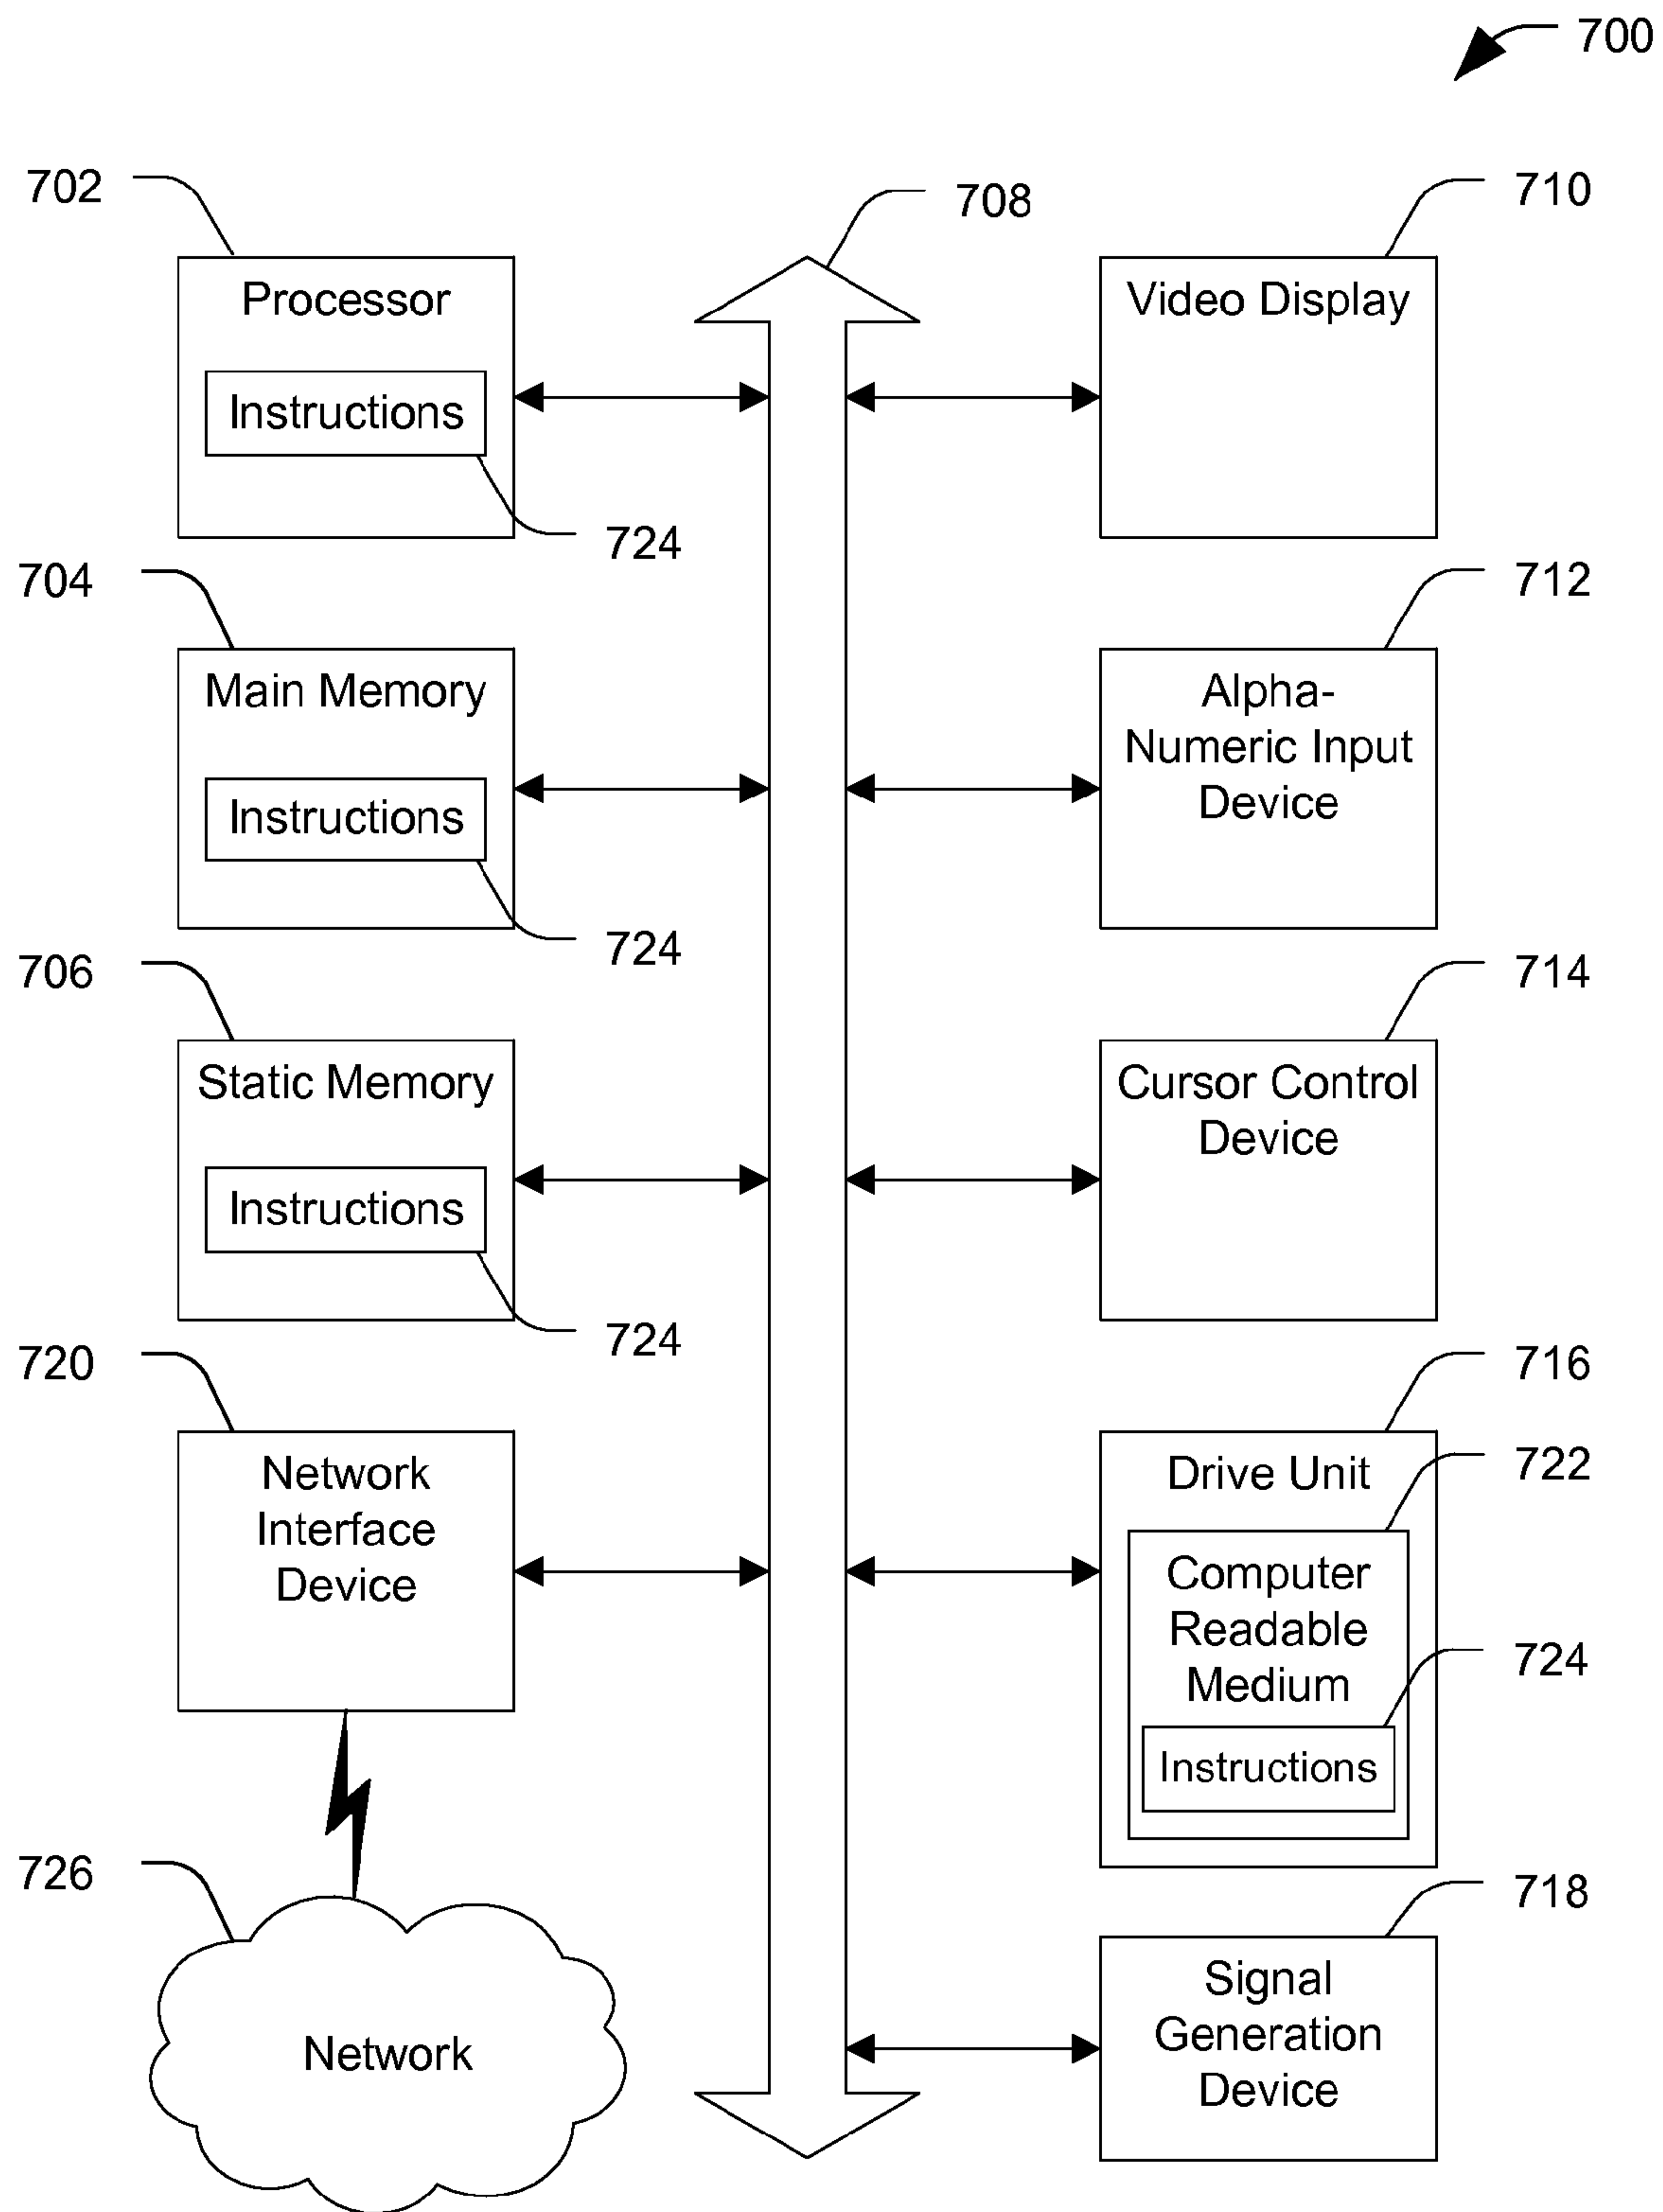 700
702
708
710
Processor
Video Display
Instructions
724
704
712
Main Memory
Alpha-
Numeric Input
Device
Instructions
724
706
714
Static Memory
Cursor Control
Device
Instructions
724
720
716
722
Network
Interface
Device
Drive Unit
Computer
Readable
Medium
724
Instructions
726
718
Network
Signal
Generation
Device